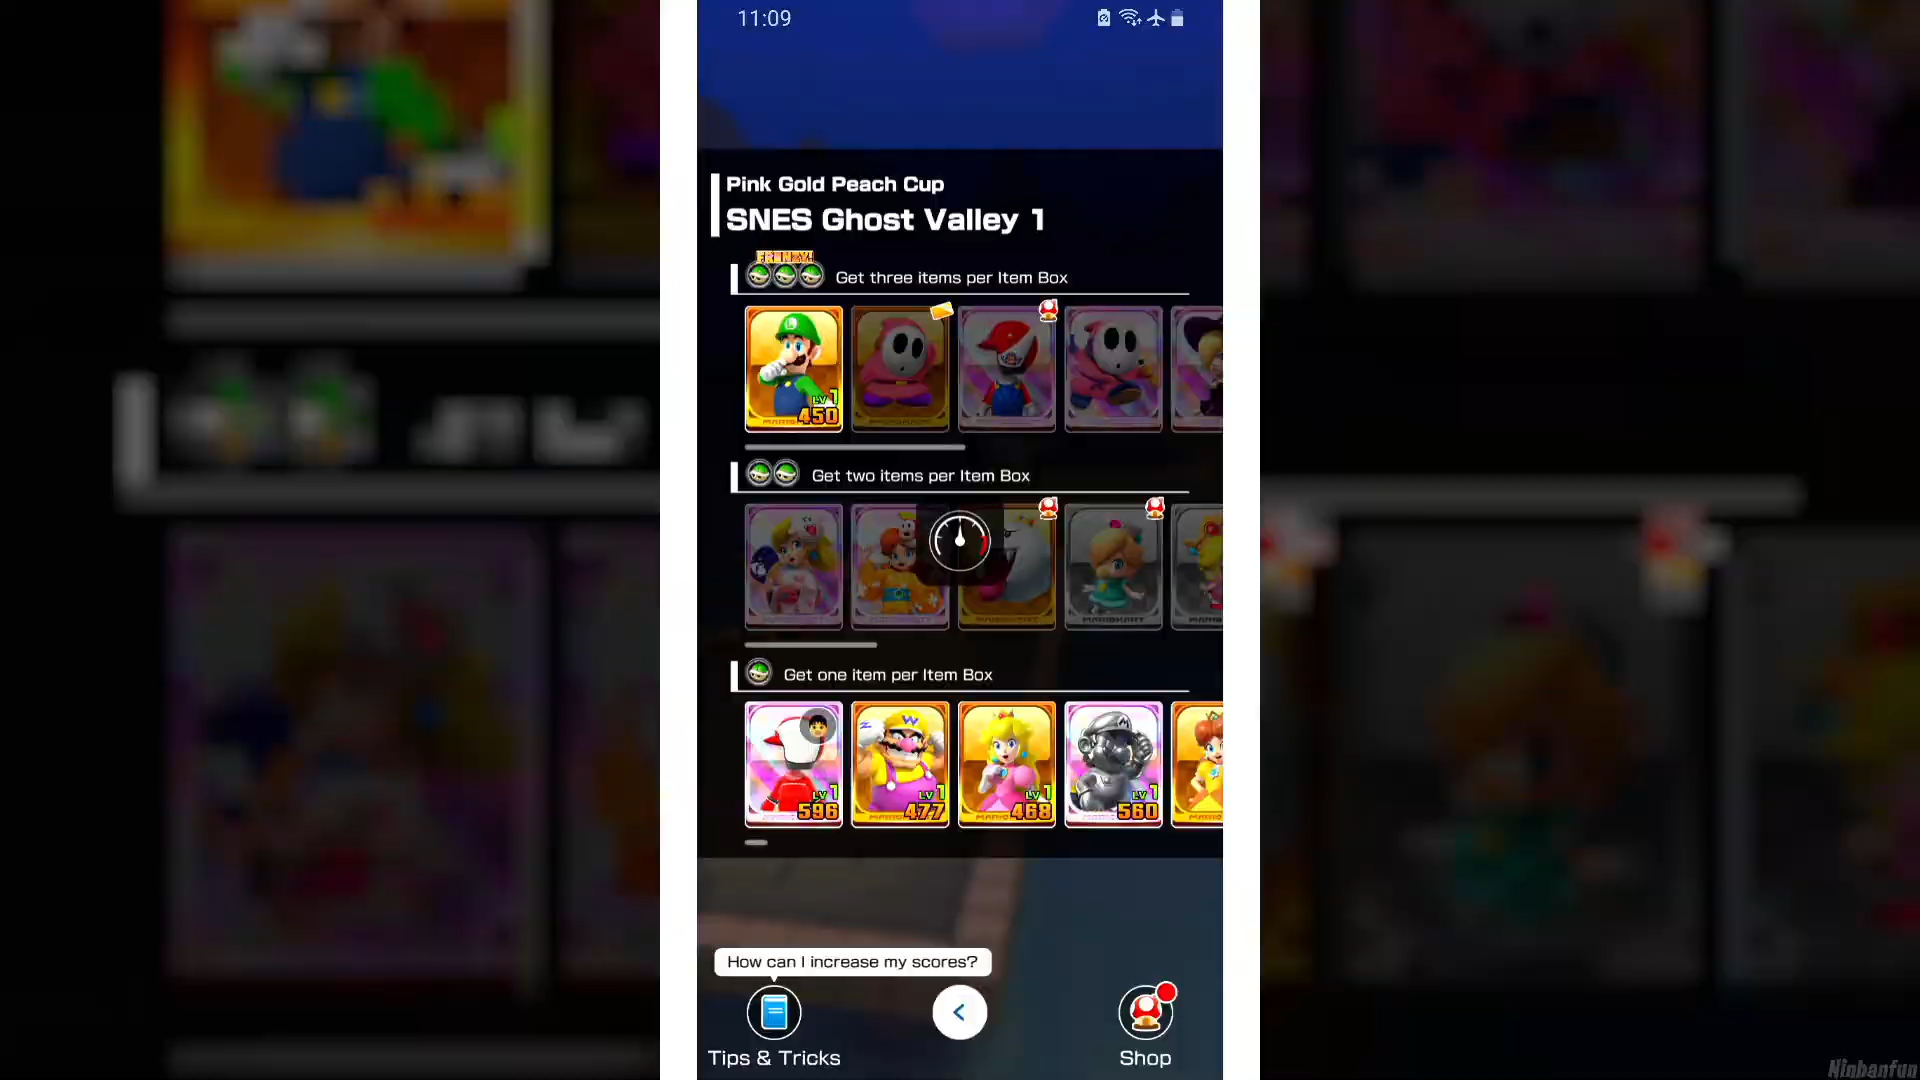 11:09
Pink Gold Peach Cup
SNES Ghost Valley 1
FRENZY!
Get three items per Item Box
LV 1
450
Get two items per Item Box
Get one item per Item Box
LV 1
596
LV 1
477
LV 1
468
LV 1
560
How can I increase my scores?
Tips & Tricks
Shop
Ninbanfun